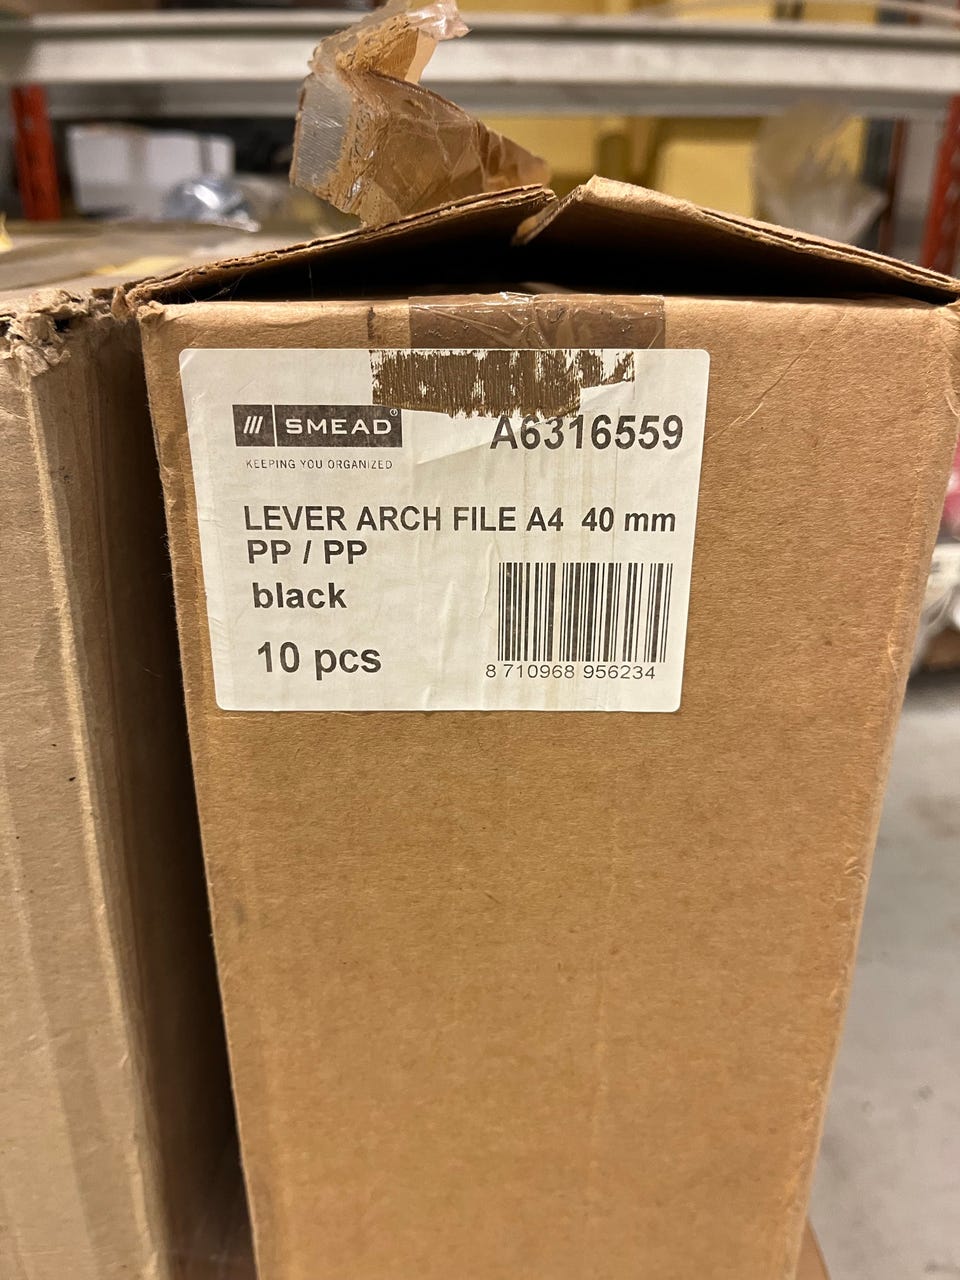 SMEAD
A6316559
KEEPING YOU ORGANIZED
LEVER ARCH FILE A4 40 mm
PP / PP
black
10 pcs
8 710968 956234